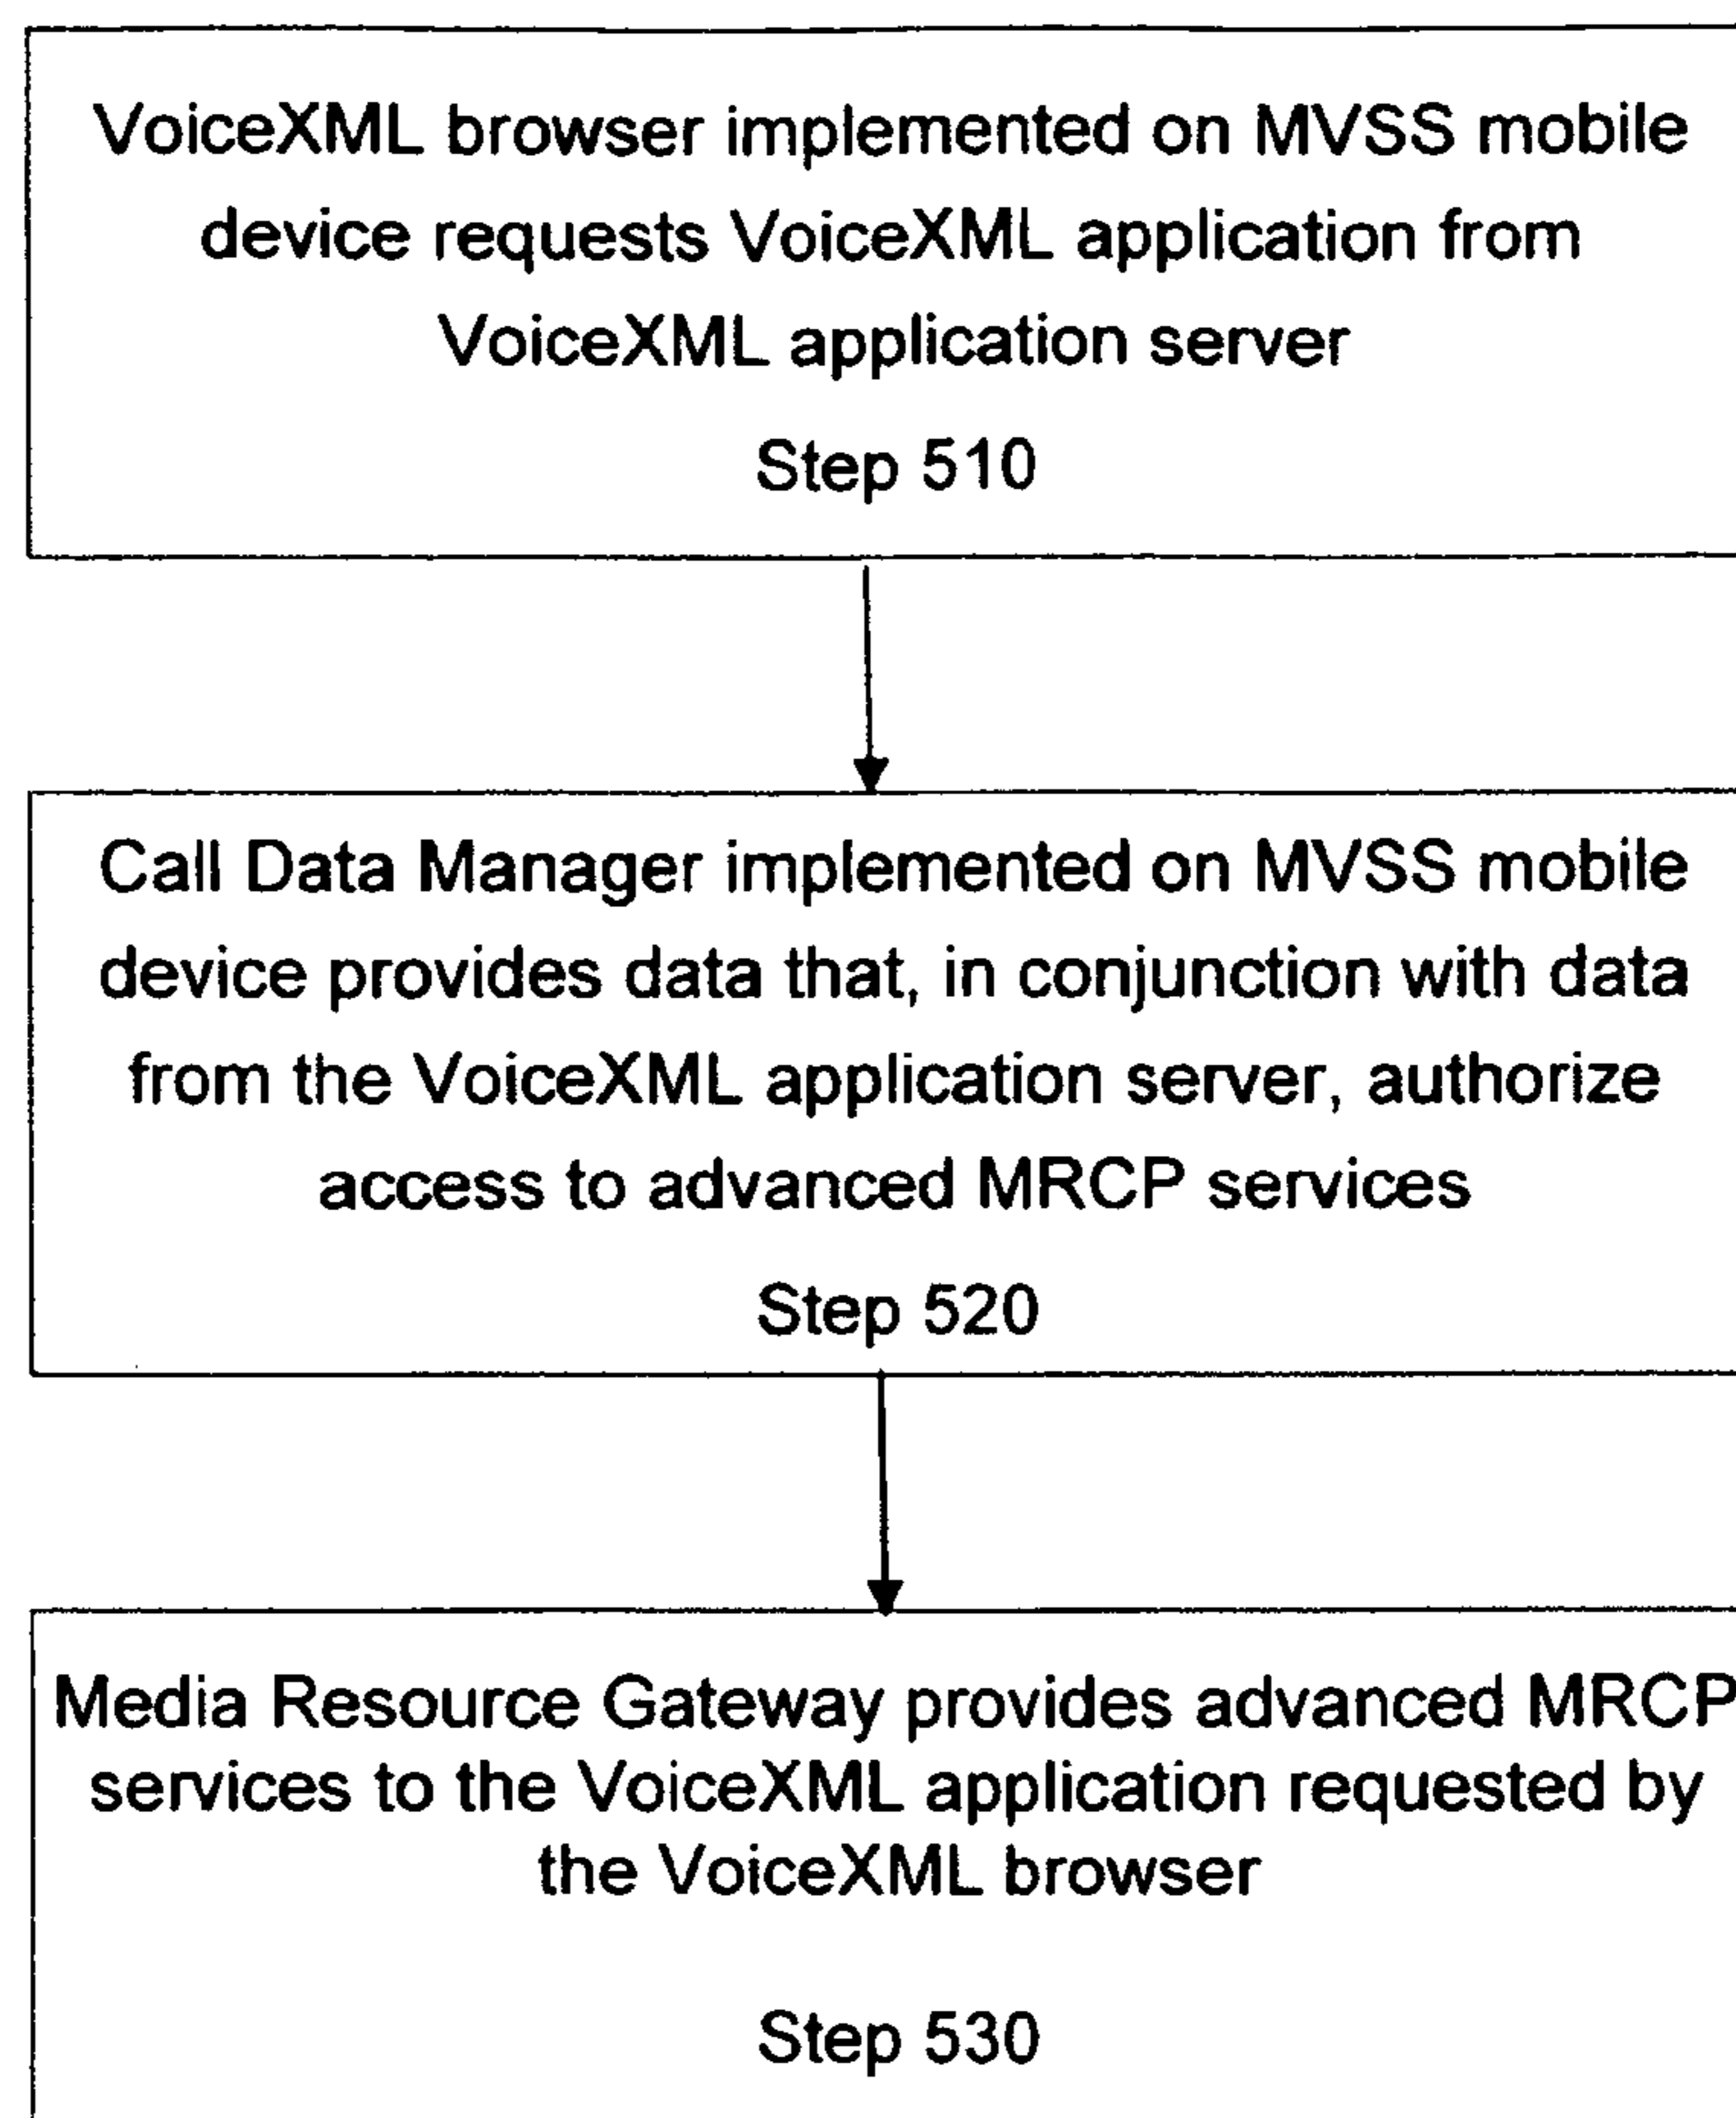 VoiceXML browser implemented on MVSS mobile
device requests VoiceXML application from
VoiceXML application server
Step 510
Call Data Manager implemented on MVSS mobile
device provides data that, in conjunction with data
from the VoiceXML application server, authorize
access to advanced MRCP services
Step 520
Media Resource Gateway provides advanced MRCP
services to the VoiceXML application requested by
the VoiceXML browser
Step 530